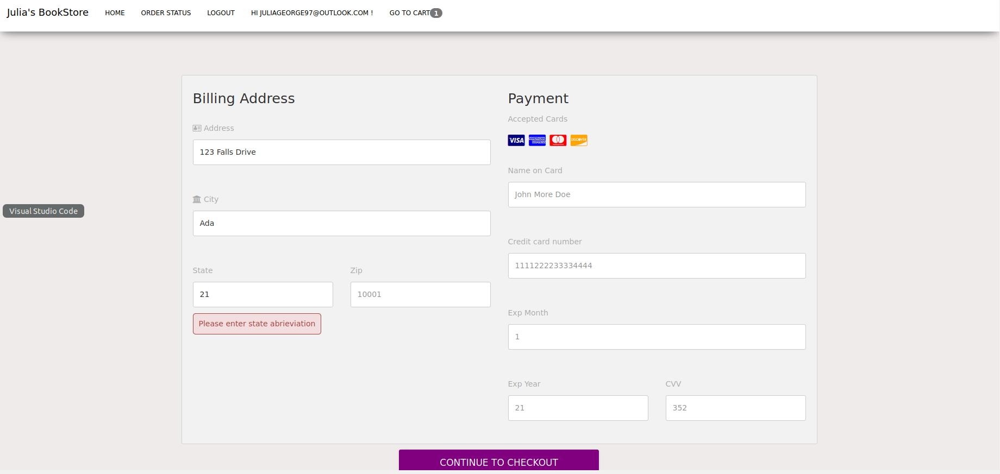 Julia's BookStore HOME ORDER STATUS LOGOUT HI JULIAGEORGE97@OUTLOOK.COM ! GO TO CART 1
Billing Address
Address
123 Falls Drive
City
Ada
State Zip
21 10001
Please enter state abrieviation
Payment
Accepted Cards
VISA AMERICAN EXPRESS DISCOVER
Name on Card
John More Doe
Credit card number
1111222233334444
Exp Month
1
Exp Year CVV
21 352
Visual Studio Code
CONTINUE TO CHECKOUT